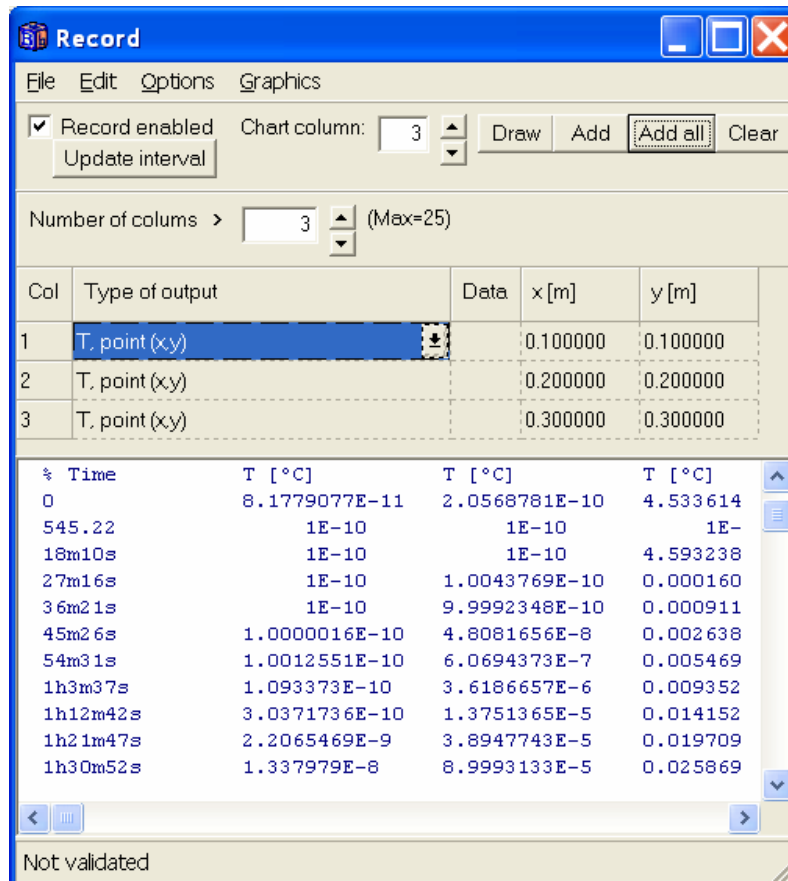 Record
File Edit Options Graphics
Record enabled Chart column: 3 Draw Add Add all Clear
Update interval
Number of colums > 3 (Max=25)
Col Type of output Data x [m] y [m]
1 T, point (x,y) 0.100000 0.100000
2 T, point (x,y) 0.200000 0.200000
3 T, point (x,y) 0.300000 0.300000
% Time T [°C] T [°C] T [°C]
0 8.1779077E-11 2.0568781E-10 4.533614
545.22 1E-10 1E-10 1E-
18m10s 1E-10 1E-10 4.593238
27m16s 1E-10 1.0043769E-10 0.000160
36m21s 1E-10 9.9992348E-10 0.000911
45m26s 1.0000016E-10 4.8081656E-8 0.002638
54m31s 1.0012551E-10 6.0694373E-7 0.005469
1h3m37s 1.093373E-10 3.6186657E-6 0.009352
1h12m42s 3.0371736E-10 1.3751365E-5 0.014152
1h21m47s 2.2065469E-9 3.8947743E-5 0.019709
1h30m52s 1.337979E-8 8.9993133E-5 0.025869
Not validated